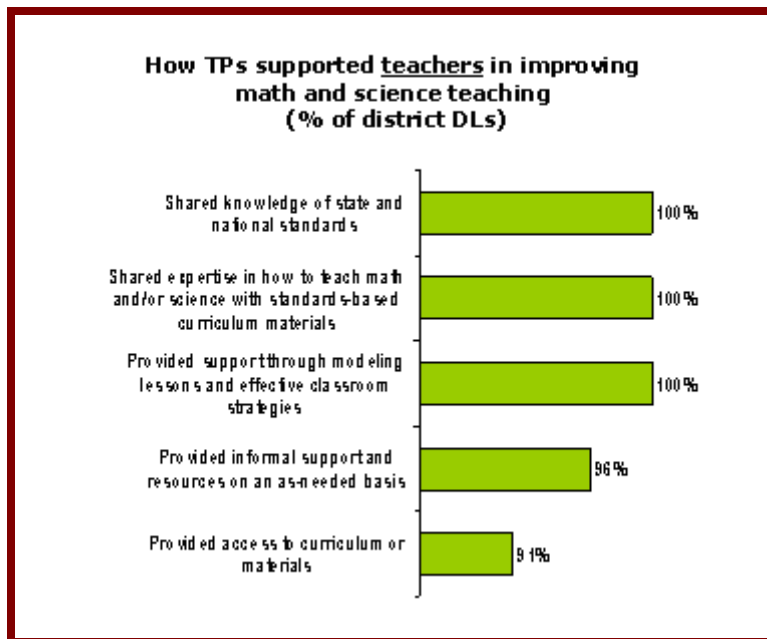 How TPs supported teachers in improving
math and science teaching
(% of district DLs)
Shared knowledge of state and
national standards
100%
Shared expertise in how to teach math
and/or science with standards-based
curriculum materials
100%
Provided support through modeling
lessons and effective classroom
strategies
100%
Provided informal support and
resources on an as-needed basis
96%
Provided access to curriculum or
materials
91%